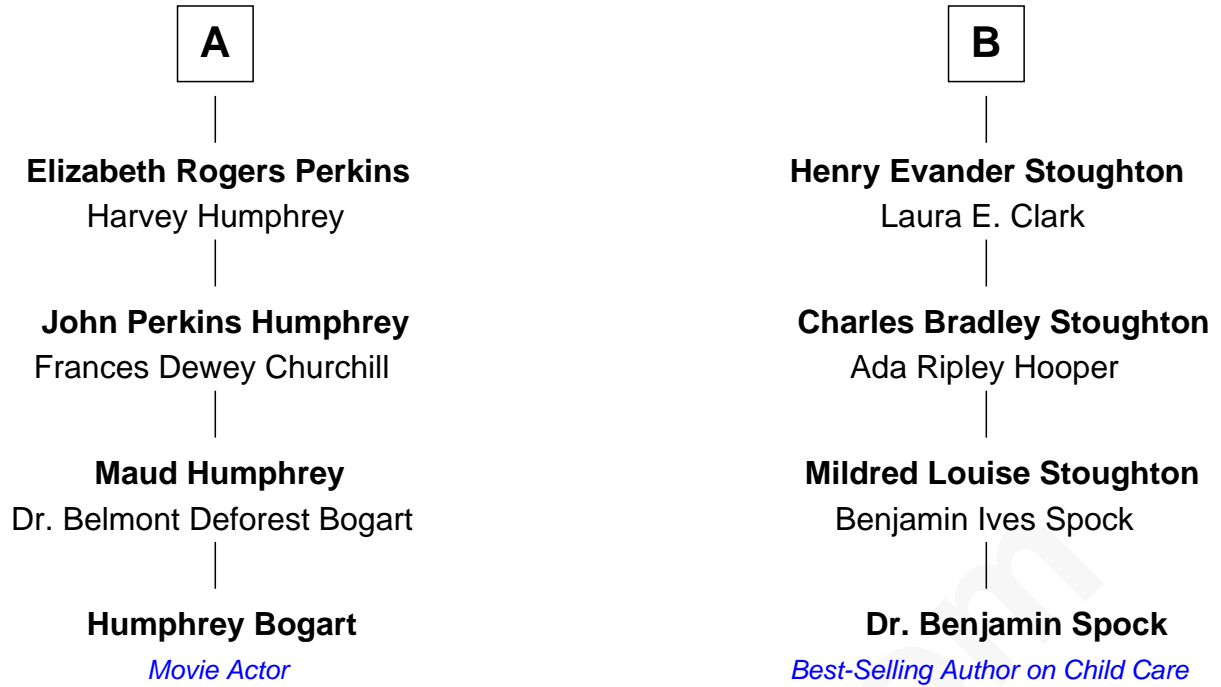 A
Elizabeth Rogers Perkins
Harvey Humphrey
John Perkins Humphrey
Frances Dewey Churchill
Maud Humphrey
Dr. Belmont Deforest Bogart
Humphrey Bogart
Movie Actor
B
Henry Evander Stoughton
Laura E. Clark
Charles Bradley Stoughton
Ada Ripley Hooper
Mildred Louise Stoughton
Benjamin Ives Spock
Dr. Benjamin Spock
Best-Selling Author on Child Care